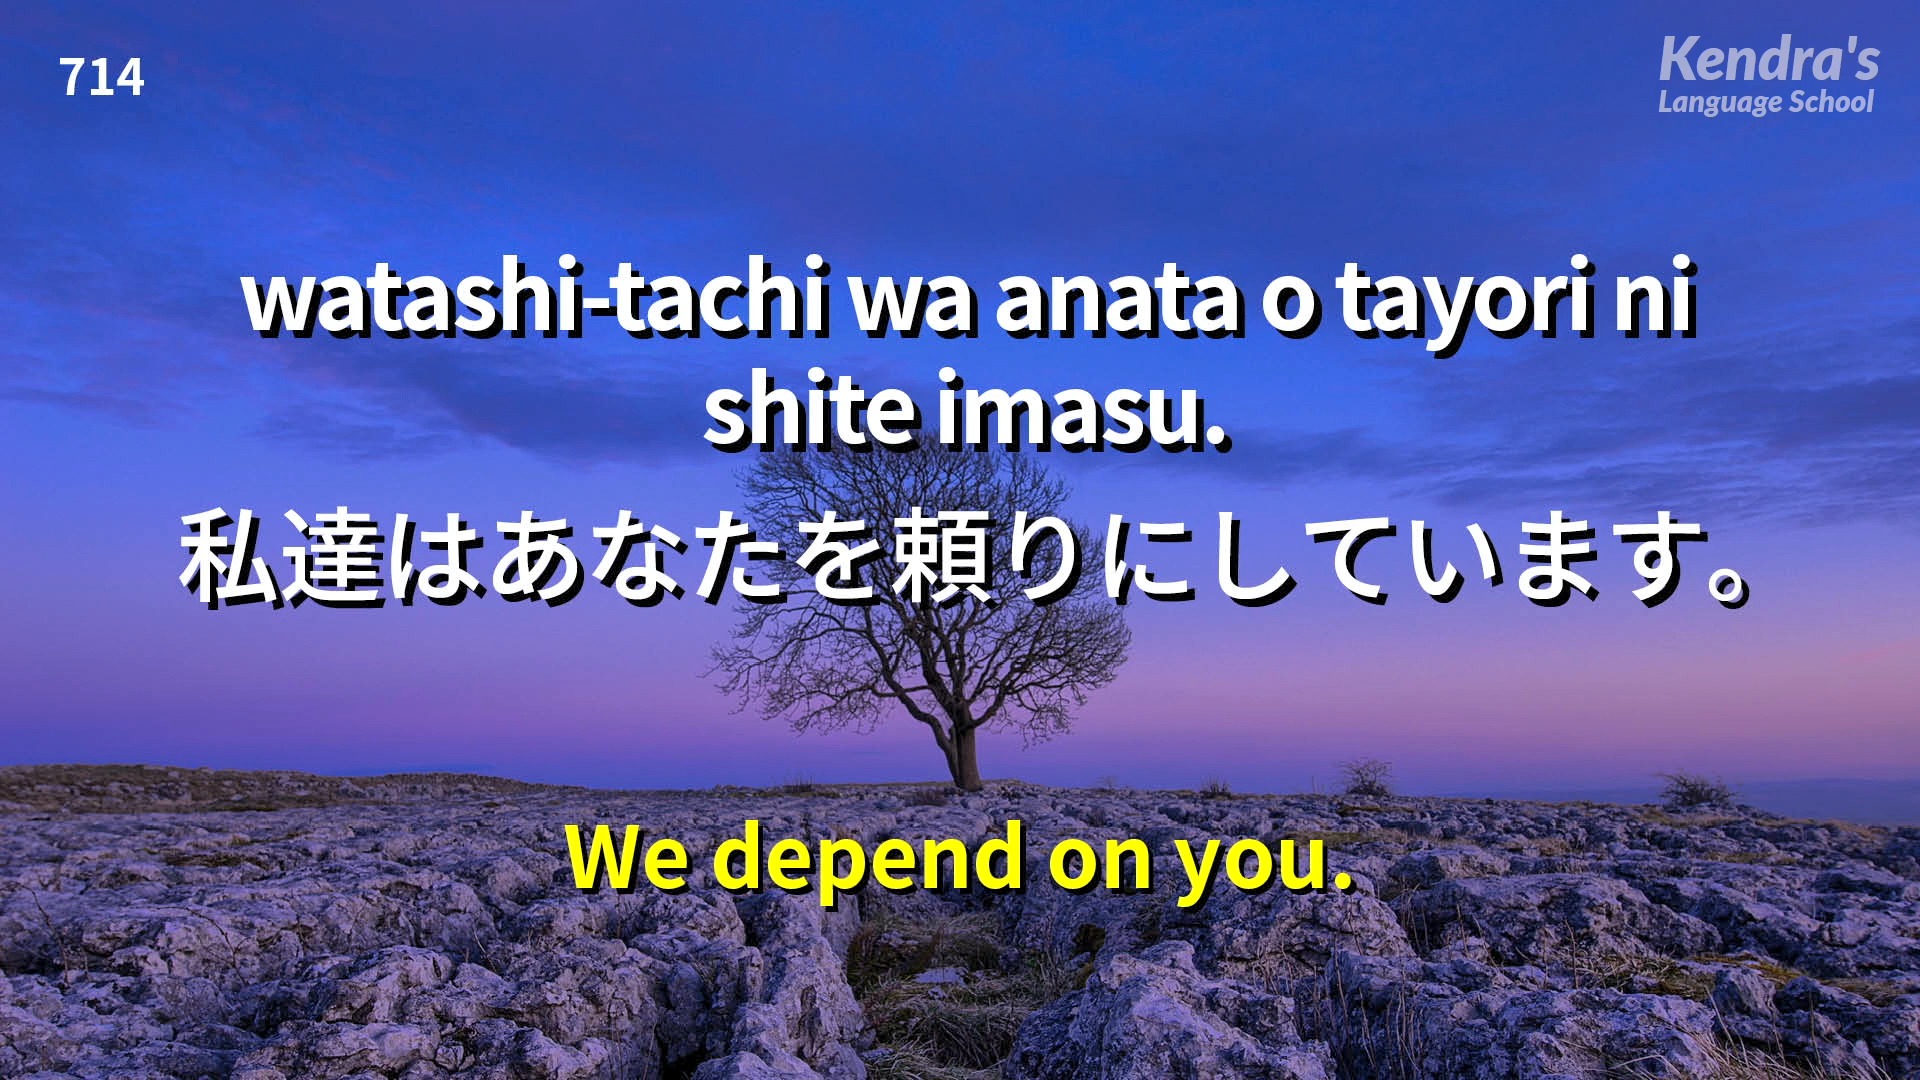 714
Kendra's
Language School
watashi-tachi wa anata o tayori ni
shite imasu.
私達はあなたを頼りにしています。
We depend on you.